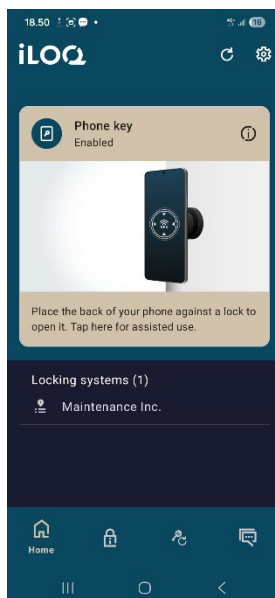 18.50
16
iLOQ
Phone key
Enabled
Place the back of your phone against a lock to
open it. Tap here for assisted use.
Locking systems (1)
Maintenance Inc.
Home